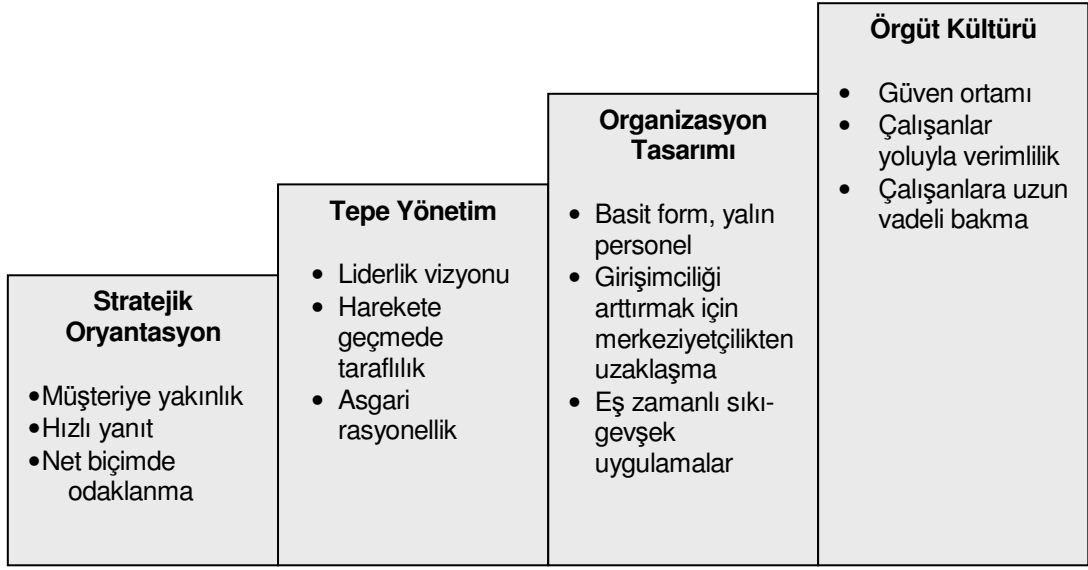 Stratejik
Oryantasyon
•Müşteriye yakınlık
•Hızlı yanıt
•Net biçimde
odaklanma
Tepe Yönetim
• Liderlik vizyonu
• Harekete
geçmede
taraflılık
• Asgari
rasyonellik
Organizasyon
Tasarımı
• Basit form, yalın
personel
• Girişimciliği
arttırmak için
merkeziyetçilikten
uzaklaşma
• Eş zamanlı sıkı-
gevşek
uygulamalar
Örgüt Kültürü
• Güven ortamı
• Çalışanlar
yoluyla verimlilik
• Çalışanlara uzun
vadeli bakma